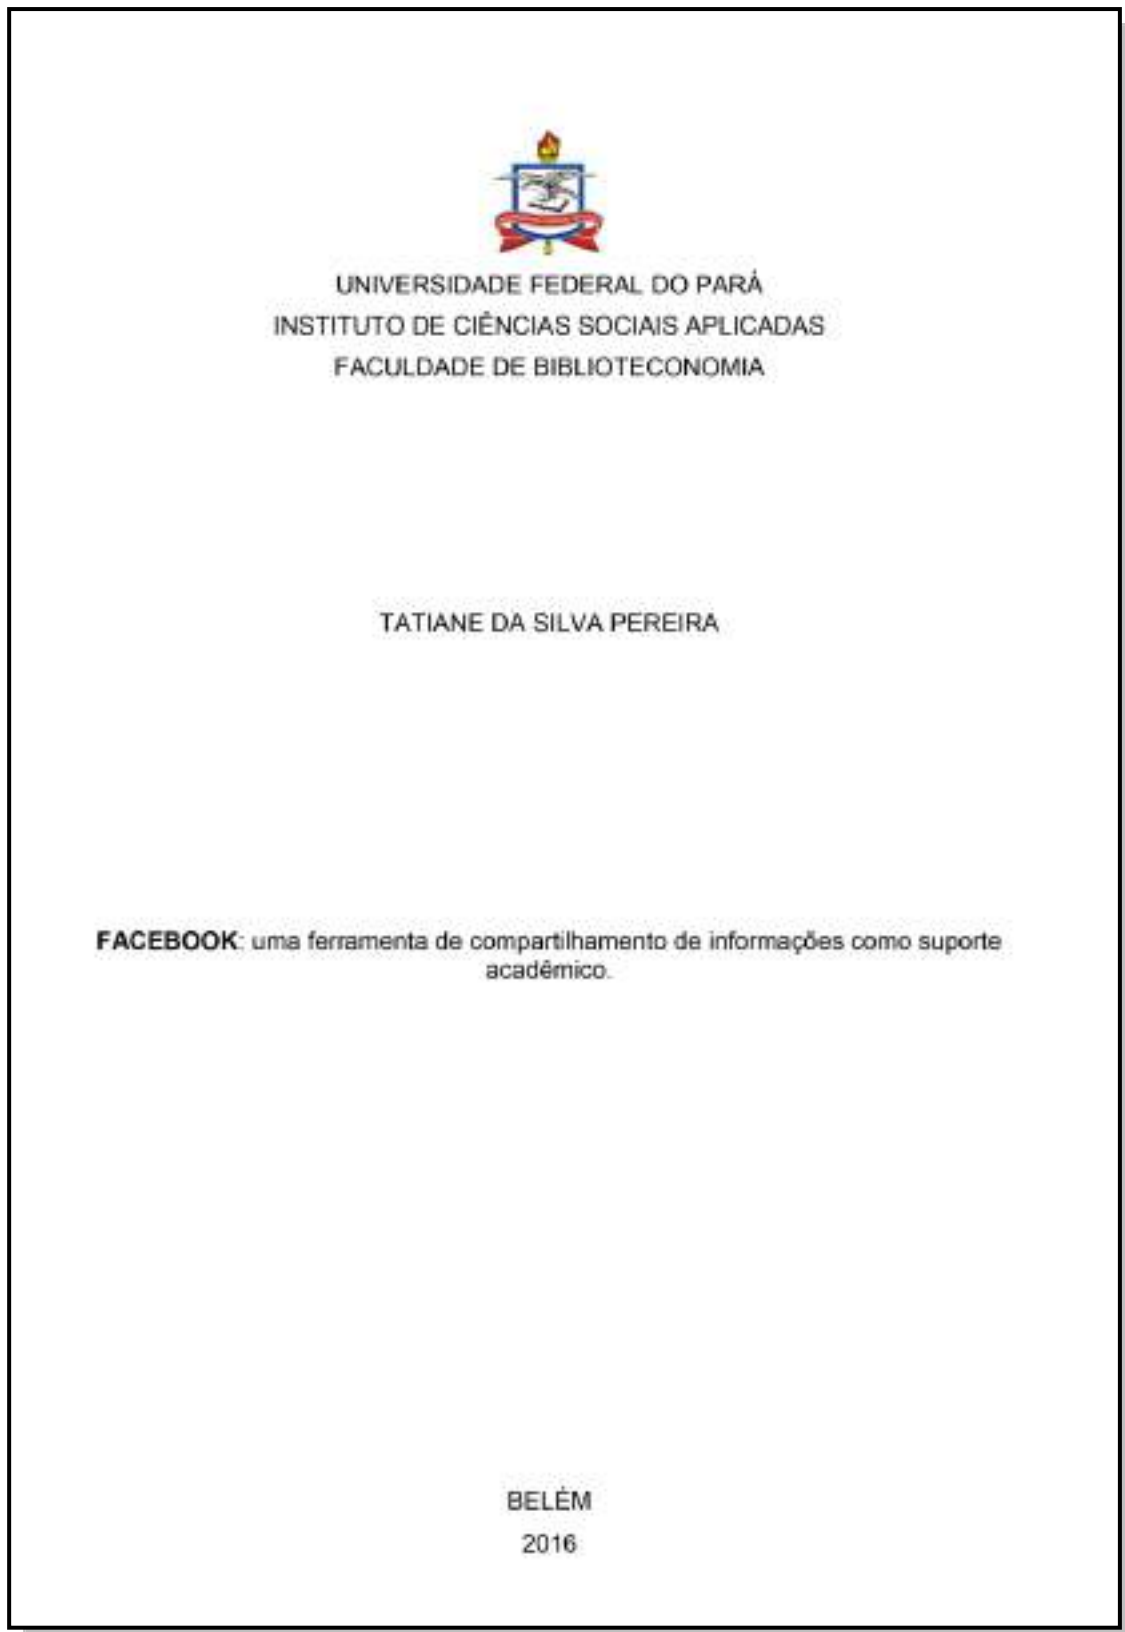 UNIVERSIDADE FEDERAL DO PARÁ
INSTITUTO DE CIÊNCIAS SOCIAIS APLICADAS
FACULDADE DE BIBLIOTECONOMIA
TATIANE DA SILVA PEREIRA
FACEBOOK: uma ferramenta de compartilhamento de informações como suporte
acadêmico.
BELÉM
2016